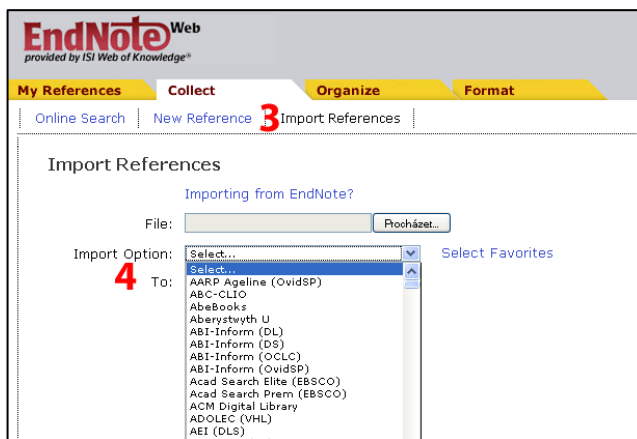 EndNote Web
provided by ISI Web of Knowledge®
My References Collect Organize Format
Online Search New Reference 3 Import References
Import References
Importing from EndNote?
File: Procházet...
Import Option: Select... Select Favorites
4 To: Select...
AARP Ageline (OvidSP)
ABC-CLIO
AbeBooks
Aberystwyth U
ABI-Inform (DL)
ABI-Inform (DS)
ABI-Inform (OCLC)
ABI-Inform (OvidSP)
Acad Search Elite (EBSCO)
Acad Search Prem (EBSCO)
ACM Digital Library
ADOLEC (VHL)
AEI (DLS)